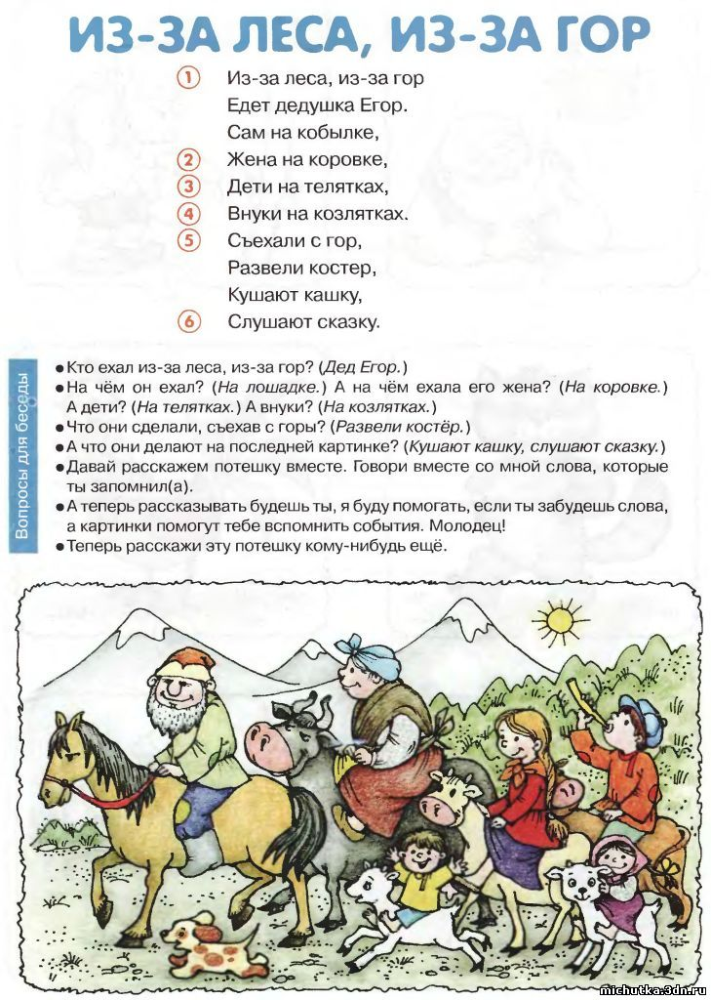 ИЗ-ЗА ЛЕСА, ИЗ-ЗА ГОР
1 Из-за леса, из-за гор
Едет дедушка Егор.
Сам на кобылке,
2 Жена на коровке,
3 Дети на телятках,
4 Внуки на козлятках.
5 Съехали с гор,
Развели костер,
Кушают кашку,
6 Слушают сказку.
Вопросы для беседы
•Кто ехал из-за леса, из-за гор? (Дед Егор.)
•На чём он ехал? (На лошадке.) А на чём ехала его жена? (На коровке.)
А дети? (На телятках.) А внуки? (На козлятках.)
•Что они сделали, съехав с горы? (Развели костёр.)
•А что они делают на последней картинке? (Кушают кашку, слушают сказку.)
•Давай расскажем потешку вместе. Говори вместе со мной слова, которые
ты запомнил(а).
•А теперь рассказывать будешь ты, я буду помогать, если ты забудешь слова,
а картинки помогут тебе вспомнить события. Молодец!
•Теперь расскажи эту потешку кому-нибудь ещё.
michutka.3dn.ru